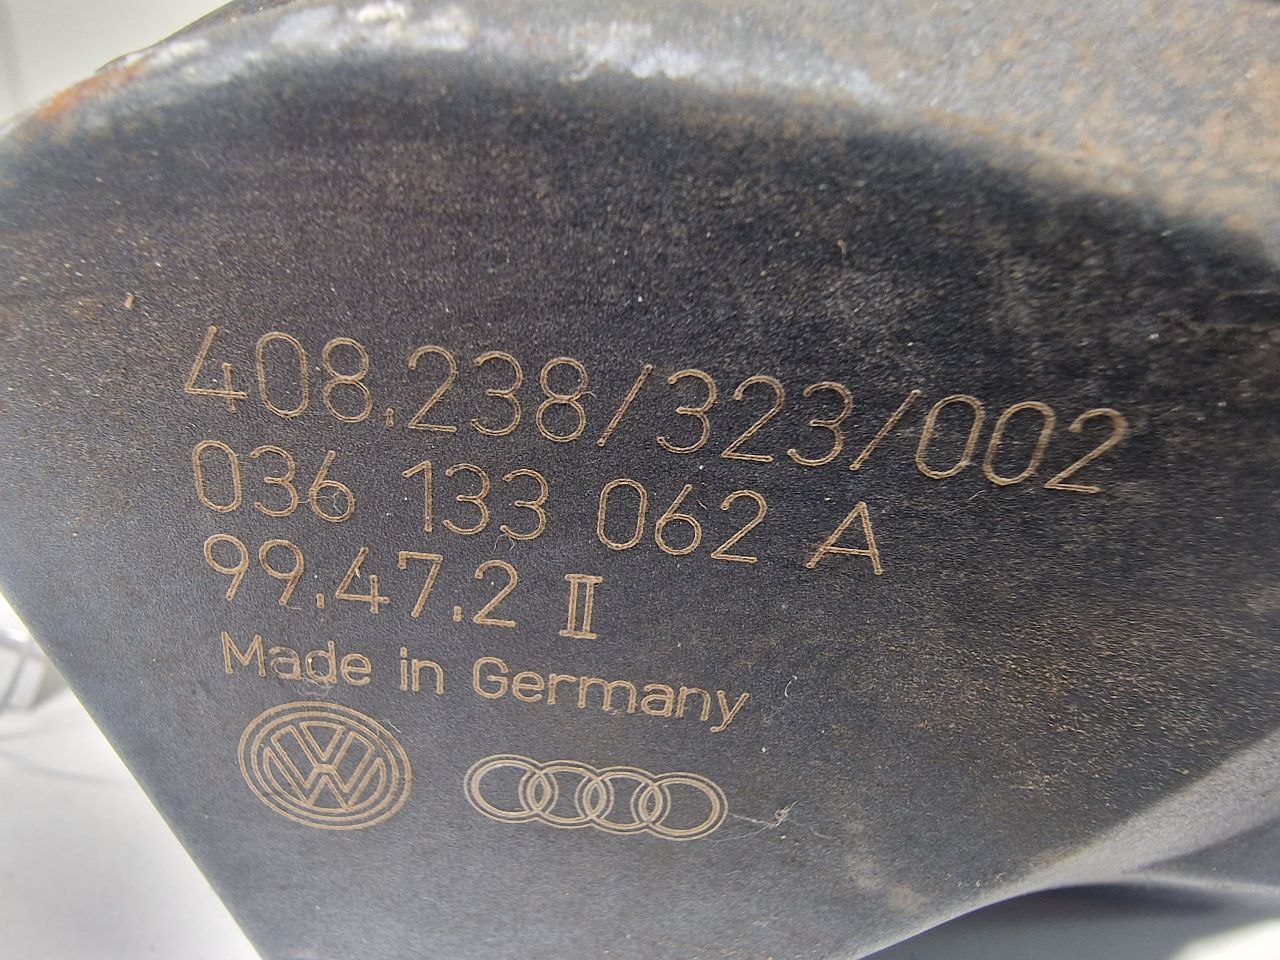 408.238/323/002
036 133 062 A
99.47.2 II
Made in Germany